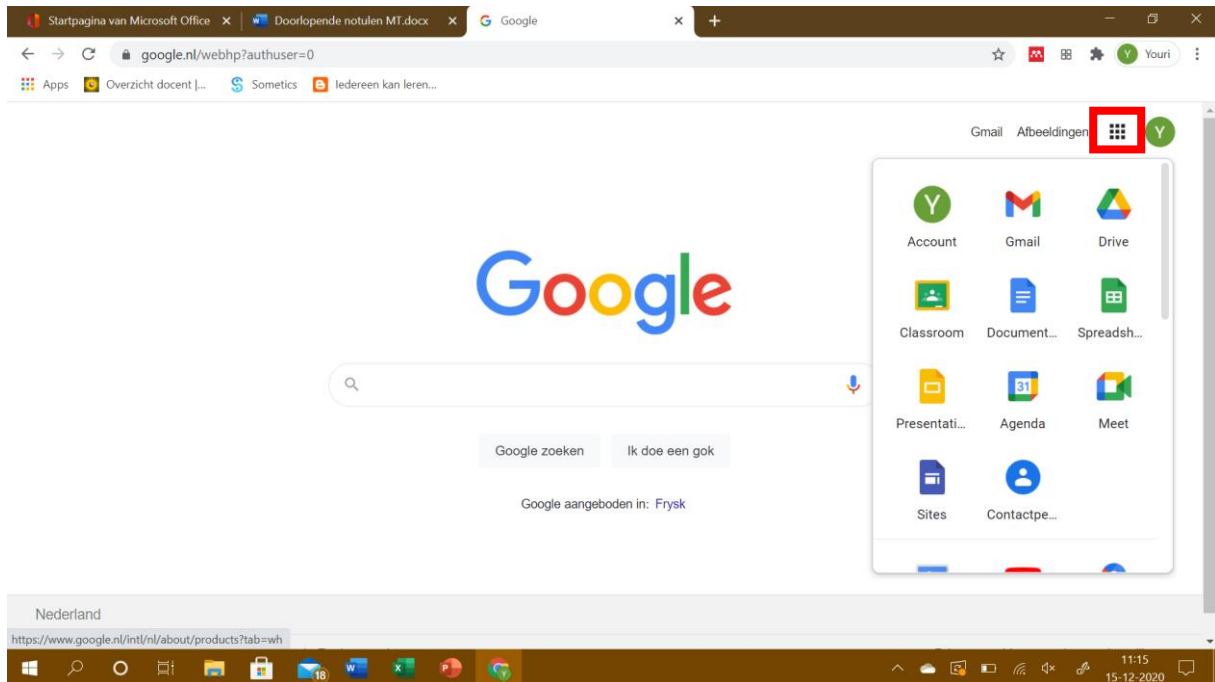 Startpagina van Microsoft Office
Doorlopende notulen MT.docx
Google
google.nl/webhp?authuser=0
Y Youri
Apps
Overzicht docent |...
Sometics
Iedereen kan leren...
Gmail Afbeeldingen
Y
Y
Account Gmail Drive
Google
Classroom Document... Spreadsh...
31
Presentati... Agenda Meet
Google zoeken Ik doe een gok
Sites Contactpe...
Google aangeboden in: Frysk
Nederland
https://www.google.nl/intl/nl/about/products?tab=wh
18
11:15
15-12-2020